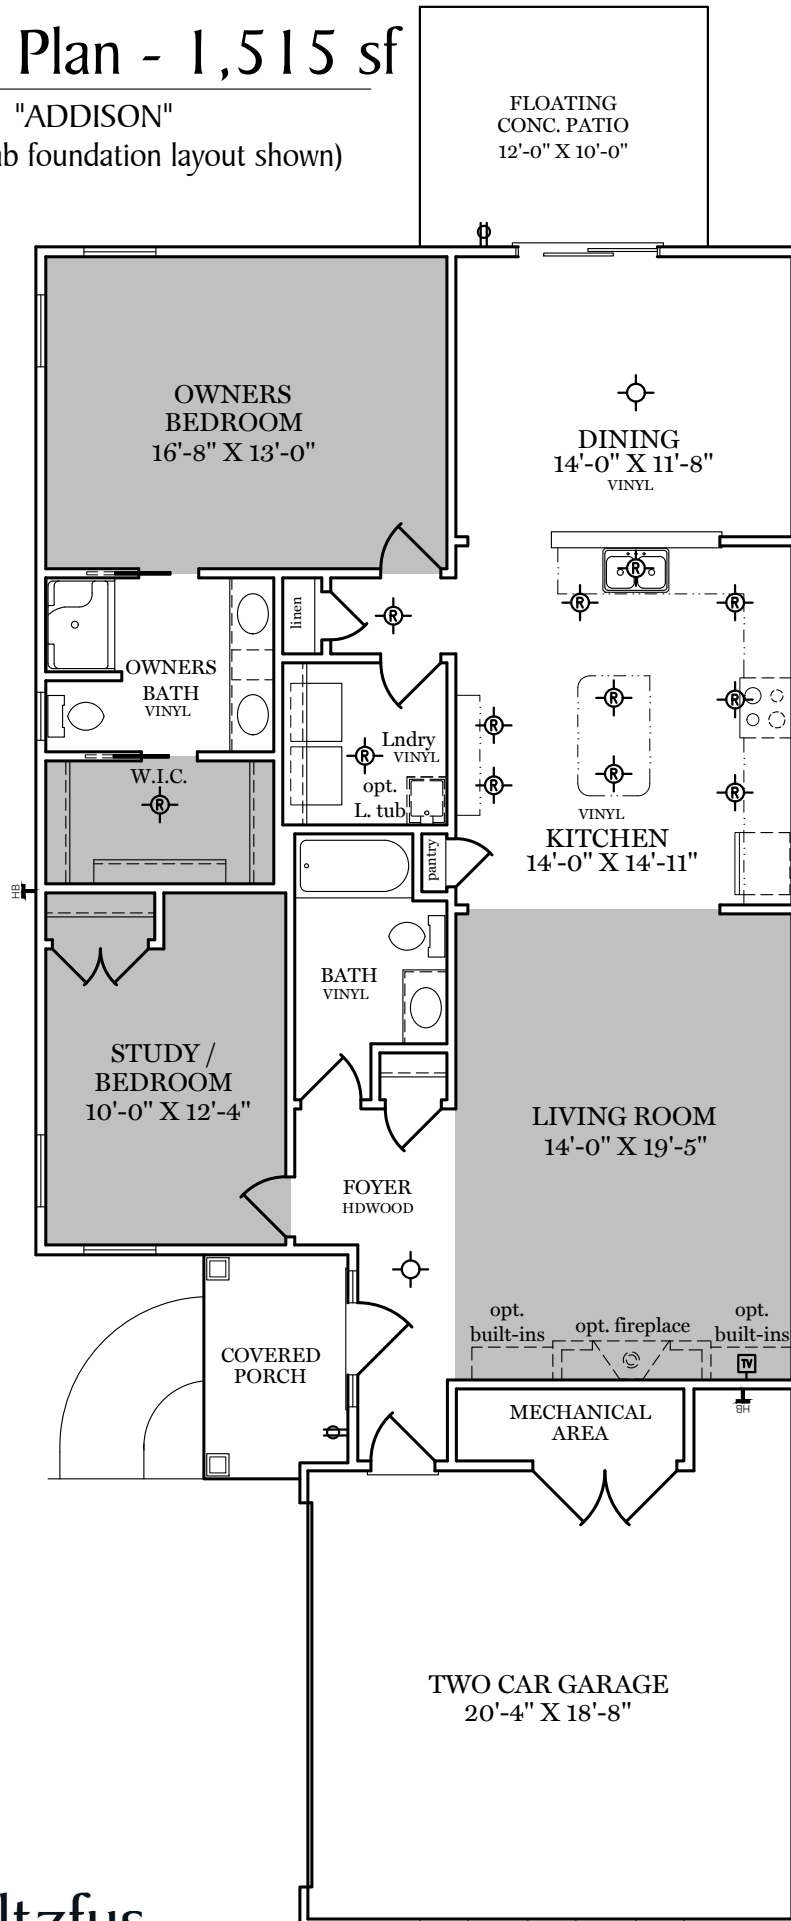 Plan - 1,515 sf
"ADDISON"
foundation layout shown)
FLOATING
CONC. PATIO
12'-0" X 10'-0"
OWNERS
BEDROOM
16'-8" X 13'-0"
DINING
14'-0" X 11'-8"
VINYL
R
R
R
linen
R
OWNERS
BATH
VINYL
R
R
R
Lndry
VINYL
R
R
R
opt.
L. tub
W.I.C.
R
R
VINYL
KITCHEN
14'-0" X 14'-11"
pantry
HB
BATH
VINYL
STUDY /
BEDROOM
10'-0" X 12'-4"
LIVING ROOM
14'-0" X 19'-5"
FOYER
HDWOOD
opt.
built-ins
opt. fireplace
opt.
built-ins
TV
HB
COVERED
PORCH
MECHANICAL
AREA
TWO CAR GARAGE
20'-4" X 18'-8"